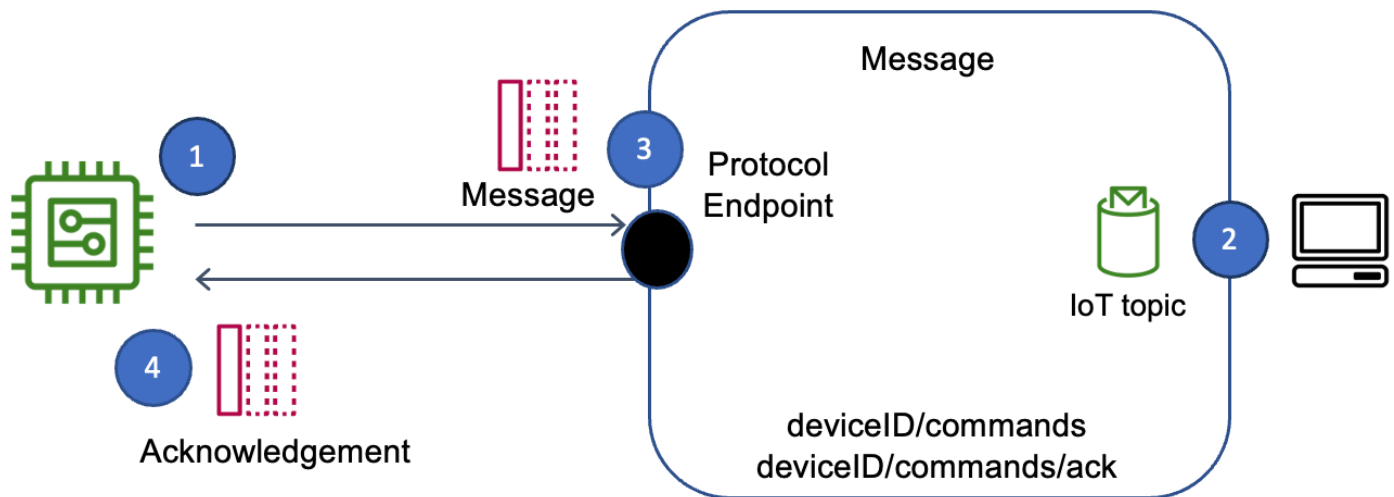 Message
1
3
Protocol
Endpoint
Message
2
IoT topic
4
Acknowledgement
deviceID/commands
deviceID/commands/ack